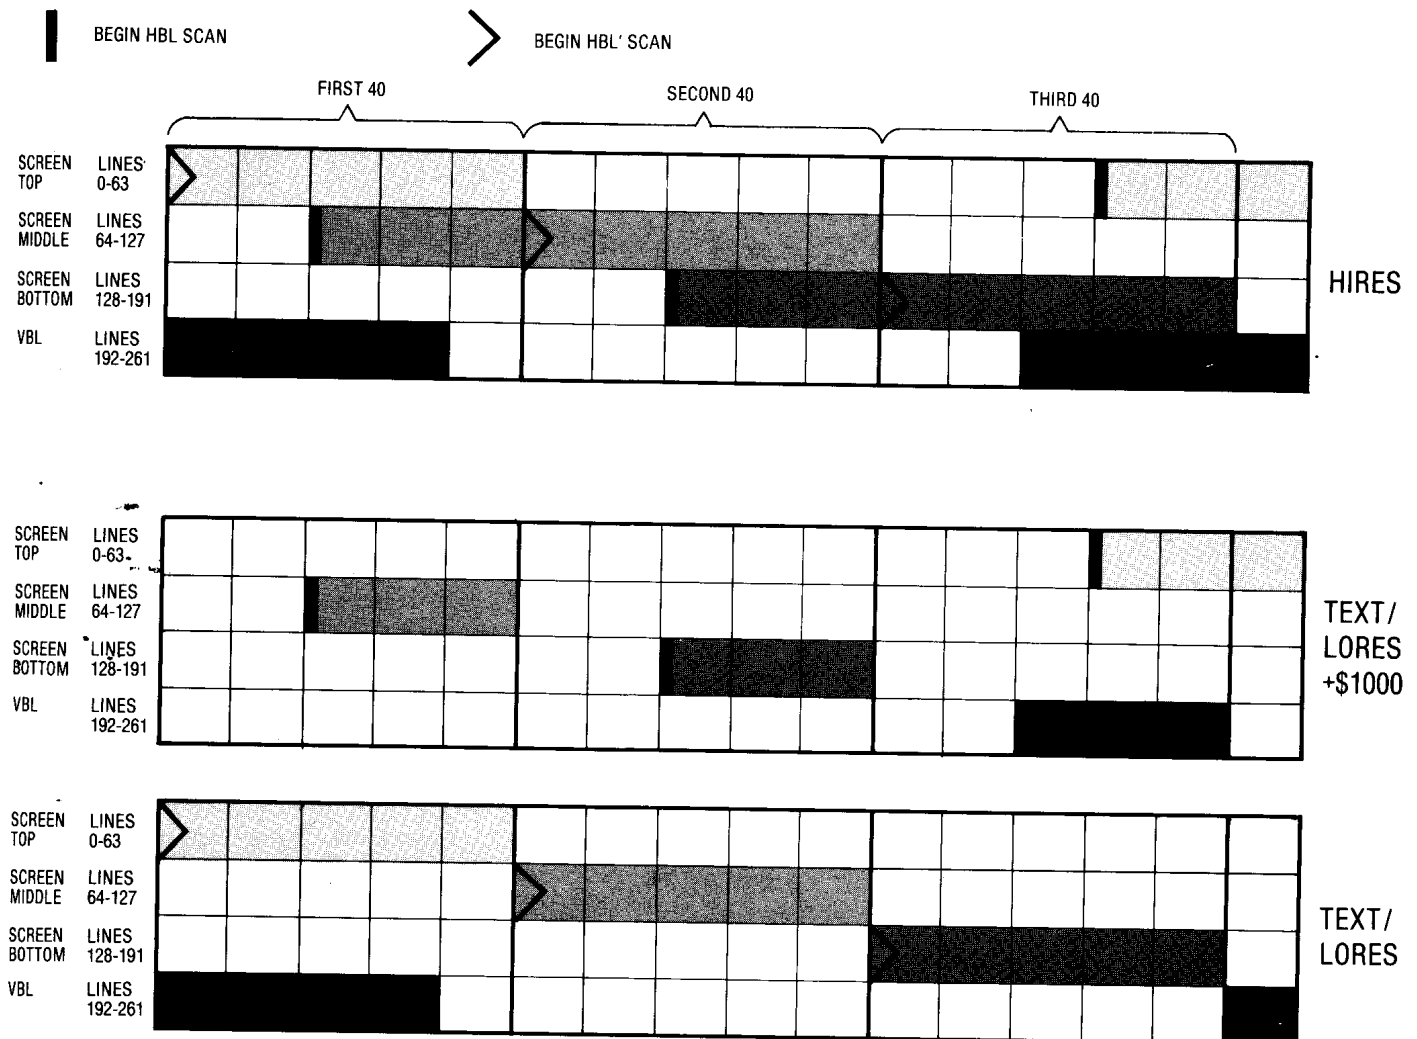 BEGIN HBL SCAN
BEGIN HBL' SCAN
FIRST 40
SECOND 40
THIRD 40
SCREEN TOP LINES 0-63
SCREEN MIDDLE LINES 64-127
SCREEN BOTTOM LINES 128-191
VBL LINES 192-261
HIRES
SCREEN TOP LINES 0-63
SCREEN MIDDLE LINES 64-127
SCREEN BOTTOM LINES 128-191
VBL LINES 192-261
TEXT/
LORES
+$1000
SCREEN TOP LINES 0-63
SCREEN MIDDLE LINES 64-127
SCREEN BOTTOM LINES 128-191
VBL LINES 192-261
TEXT/
LORES